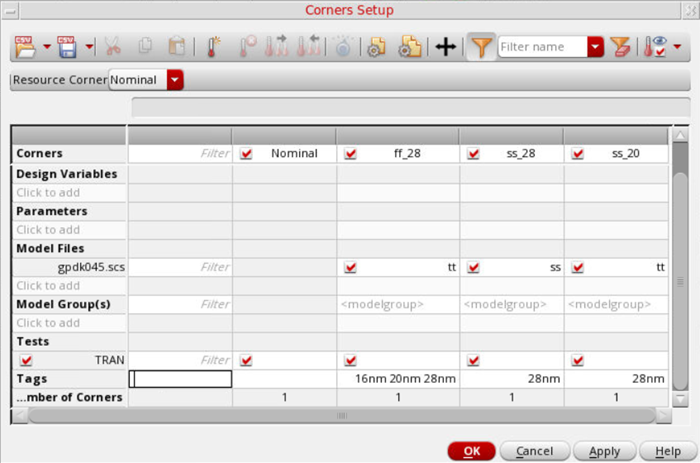 Corners Setup
Filter name
Resource Corner Nominal
Corners Filter Nominal ff_28 ss_28 ss_20
Design Variables
Click to add
Parameters
Click to add
Model Files
gpdk045.scs Filter tt ss tt
Click to add
Model Group(s) Filter <modelgroup> <modelgroup> <modelgroup>
Click to add
Tests
TRAN Filter
Tags 16nm 20nm 28nm 28nm 28nm
...mber of Corners 1 1 1 1
OK Cancel Apply Help